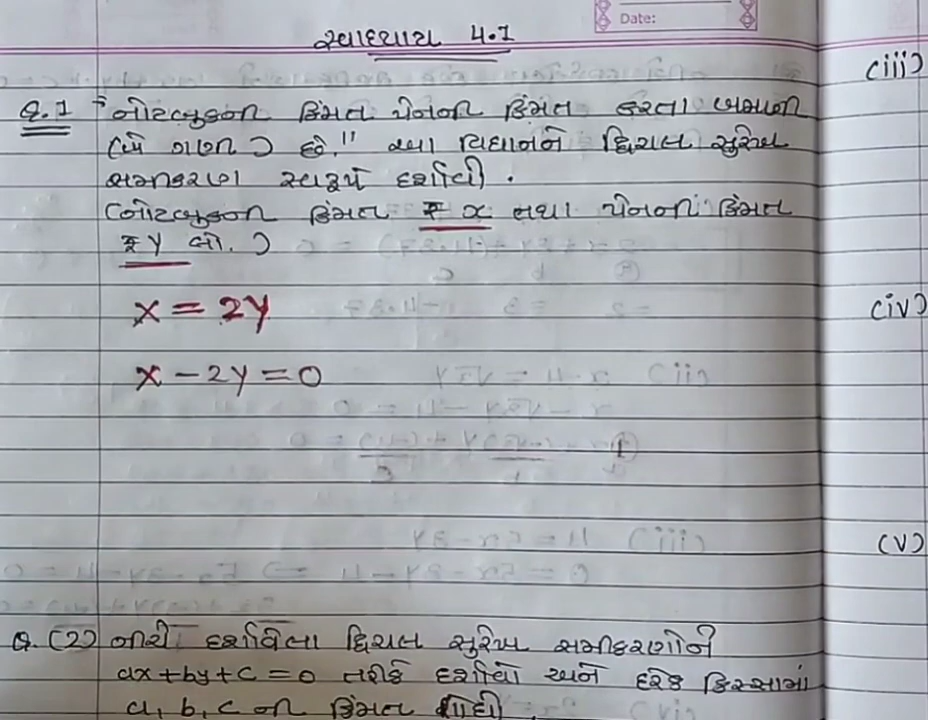 Date:
સ્વાધ્યાય 4.1
(iii)
Q.1 "નોટબુકની કિંમત પેનની કિંમત કરતા બમણી
(બે ગણી) છે." આ વિધાનને દ્વિચલ સુરેખ
સમીકરણ સ્વરૂપે દર્શાવો.
(નોટબુકની કિંમત ₹ x તથા પેનની કિંમત
₹ y લો.)
x = 2y
(iv)
x - 2y = 0
(v)
Q.(2) નીચે દર્શાવેલા દ્વિચલ સુરેખ સમીકરણોને
ax+by+c=0 તરીકે દર્શાવો અને દરેક કિસ્સામાં
a, b, c ની કિંમત શોધો.